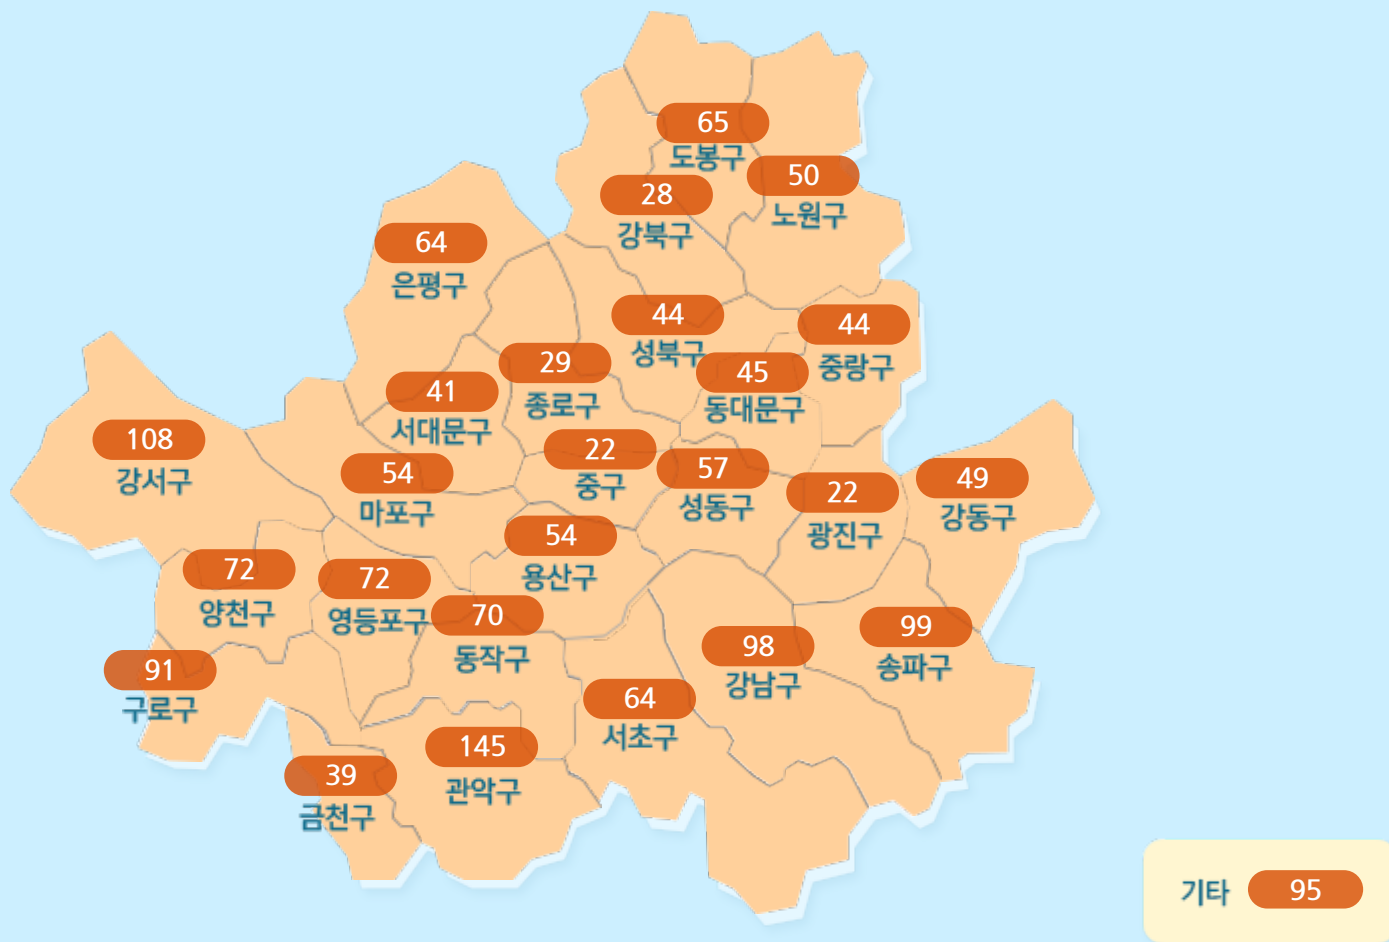 65
도봉구
50
노원구
28
강북구
64
은평구
44
성북구
44
중랑구
29
종로구
45
동대문구
41
서대문구
108
강서구
22
중구
57
성동구
54
마포구
22
광진구
49
강동구
54
용산구
72
양천구
72
영등포구
70
동작구
99
송파구
98
강남구
91
구로구
64
서초구
145
관악구
39
금천구
기타 95